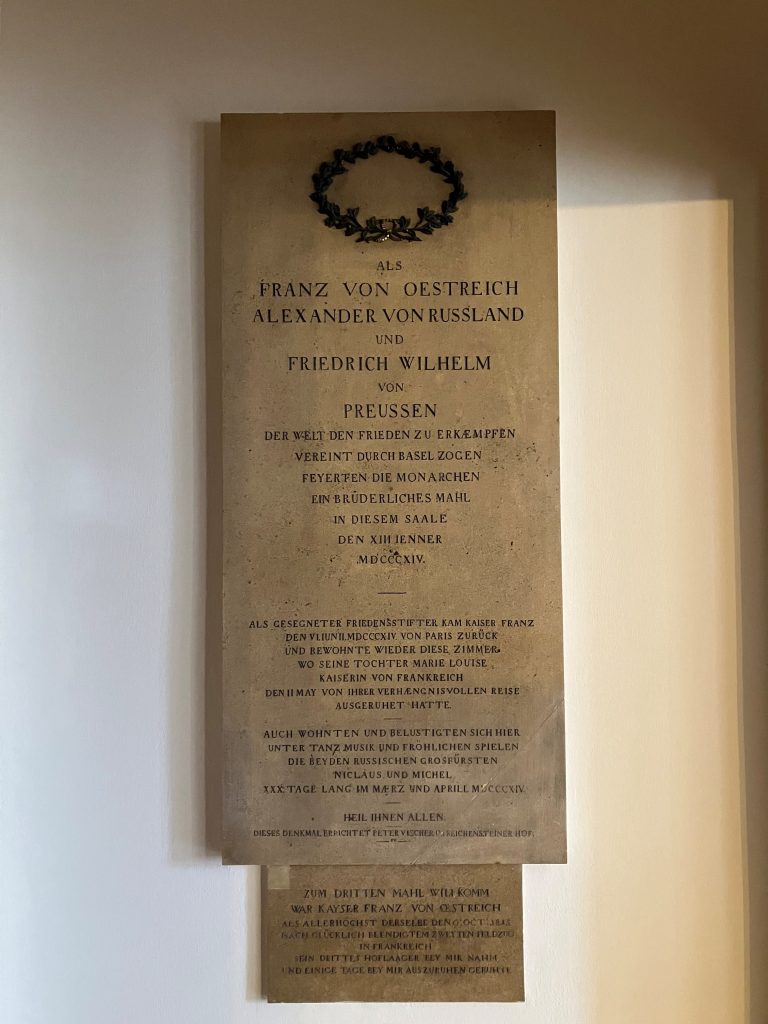 ALS
FRANZ VON OESTREICH
ALEXANDER VON RUSSLAND
UND
FRIEDRICH WILHELM
VON
PREUSSEN
DER WELT DEN FRIEDEN ZU ERKÆMPFEN
VEREINT DURCH BASEL ZOGEN
FEYERTEN DIE MONARCHEN
EIN BRÜDERLICHES MAHL
IN DIESEM SAALE
DEN XIII IENNER
MDCCCXIV.
ALS GESEGNETER FRIEDENSSTIFTER KAM KAISER FRANZ
DEN MDCCCXIV. VON PARIS ZURÜCK
UND BEWOHNTE WIEDER DIESE ZIMMER
WO SEINE TOCHTER MARIE LOUISE
KAISERIN VON FRANKREICH
DEN II MAY VON IHRER VERHÆNGNISVOLLEN REISE
AUSGERUHET HATTE.
AUCH WOHNTEN UND BELUSTIGTEN SICH HIER
UNTER TANZ MUSIK UND FRÖHLICHEN SPIELEN
DIE BEYDEN RUSSISCHEN GROSFÜRSTEN
NICLAUS UND MICHEL
XXX TAGE LANG IM MÆRZ UND APRILL MDCCCXIV.
HEIL IHNEN ALLEN
DIESES DENKMAL ERRICHTET PETER VISCHER REICHENSTEINER HOF.
ZUM DRITTEN MAHL WILLKOMM
WAR KAYSER FRANZ VON ŒSTREICH
ALS ALLERHÖCHST DERSELBE DEN OCT. 1815
NACH GLÜCKLICH BEENDIGTEM ZWEYTEN FELDZUG
IN FRANKREICH
SEIN DRITTES HOFLAAGER BEY MIR NAHM
UND EINIGE TAGE BEY MIR AUSZURUHEN GERUHTE